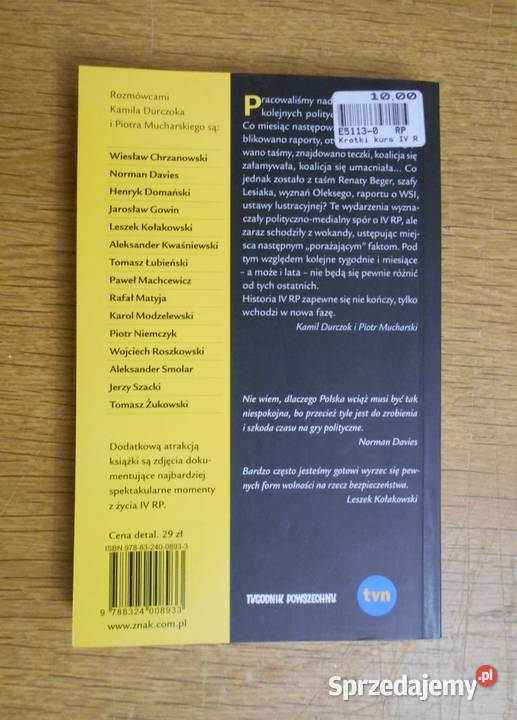 Rozmówcami
Kamila Durczoka
i Piotra Mucharskiego są:
Wiesław Chrzanowski
Norman Davies
Henryk Domański
Jarosław Gowin
Leszek Kołakowski
Aleksander Kwaśniewski
Tomasz Łubieński
Paweł Machcewicz
Rafał Matyja
Karol Modzelewski
Piotr Niemczyk
Wojciech Roszkowski
Aleksander Smolar
Jerzy Szacki
Tomasz Żukowski
Dodatkową atrakcją
książki są zdjęcia doku-
mentujące najbardziej
spektakularne momenty
z życia IV RP.
Cena detal. 29 zł
ISBN 978-83-240-0893-3
9 788324 008933
www.znak.com.pl
Pracowaliśmy nad
kolejnych polityc
Co miesiąc następowa
blikowano raporty, ot
wano taśmy, znajdowano teczki, koalicja się
załamywała, koalicja się umacniała... Co
jednak zostało z taśm Renaty Beger, szafy
Lesiaka, wyznań Oleksego, raportu o WSI,
ustawy lustracyjnej? Te wydarzenia wyzna-
czały polityczno-medialny spór o IV RP, ale
zaraz schodziły z wokandy, ustępując miej-
sca następnym „porażającym” faktom. Pod
tym względem kolejne tygodnie i miesiące
- a może i lata – nie będą się pewnie różnić
od tych ostatnich.
Historia IV RP zapewne się nie kończy, tylko
wchodzi w nowa fazę.
Kamil Durczok i Piotr Mucharski
10,00
E5113-0 RP
Krotki kurs IV R
Nie wiem, dlaczego Polska wciąż musi być tak
niespokojna, bo przecież tyle jest do zrobienia
i szkoda czasu na gry polityczne.
Norman Davies
Bardzo często jesteśmy gotowi wyrzec się pew-
nych form wolności na rzecz bezpieczeństwa.
Leszek Kołakowski
TYGODNIK POWSZECHNY
tvn
Sprzedajemy.pl